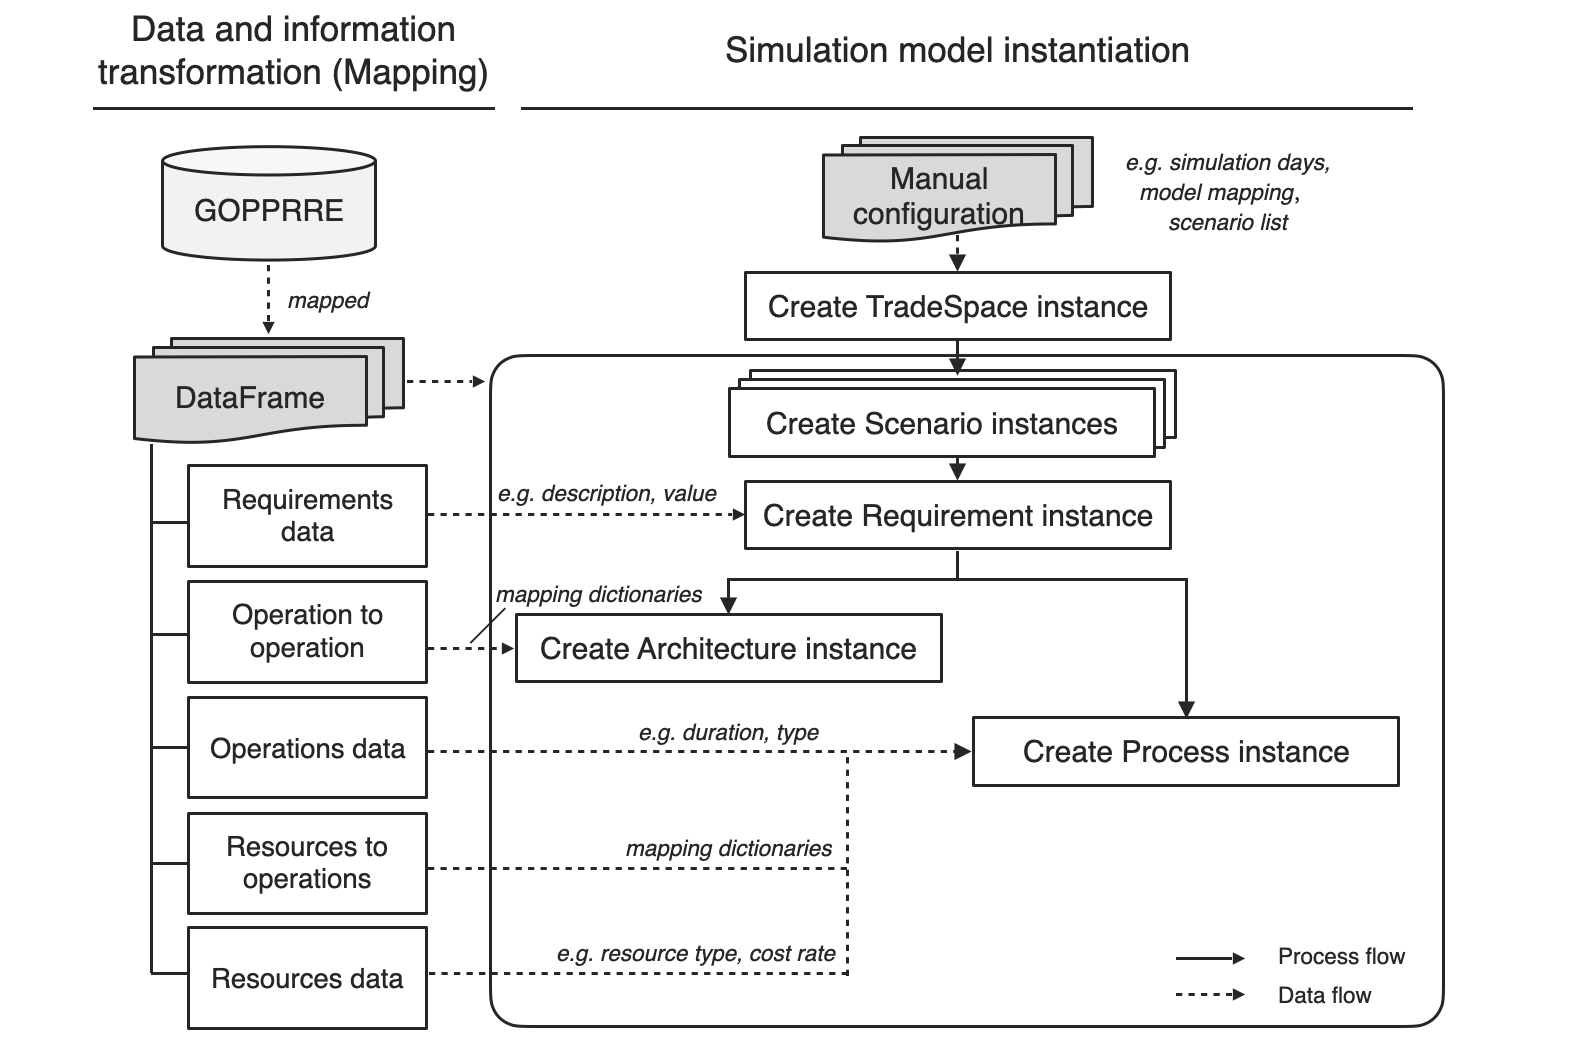 Data and information
transformation (Mapping)
Simulation model instantiation
GOPPRRE
mapped
DataFrame
Requirements
data
Operation to
operation
Operations data
Resources to
operations
Resources data
Manual
configuration
e.g. simulation days,
model mapping,
scenario list
Create TradeSpace instance
Create Scenario instances
e.g. description, value
Create Requirement instance
mapping dictionaries
Create Architecture instance
e.g. duration, type
Create Process instance
mapping dictionaries
e.g. resource type, cost rate
Process flow
Data flow